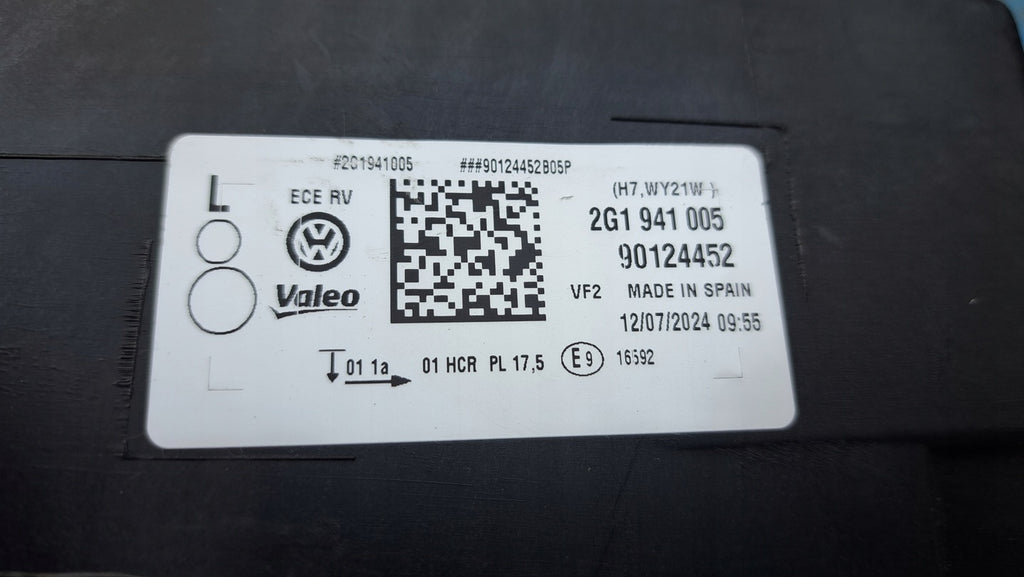 #2G1941005 ###90124452B05P
L.
ECE RV
(H7,WY21W )
2G1 941 005
90124452
Valeo
VF2 MADE IN SPAIN
12/07/2024 09:55
01 1a 01 HCR PL 17,5 E9 16592